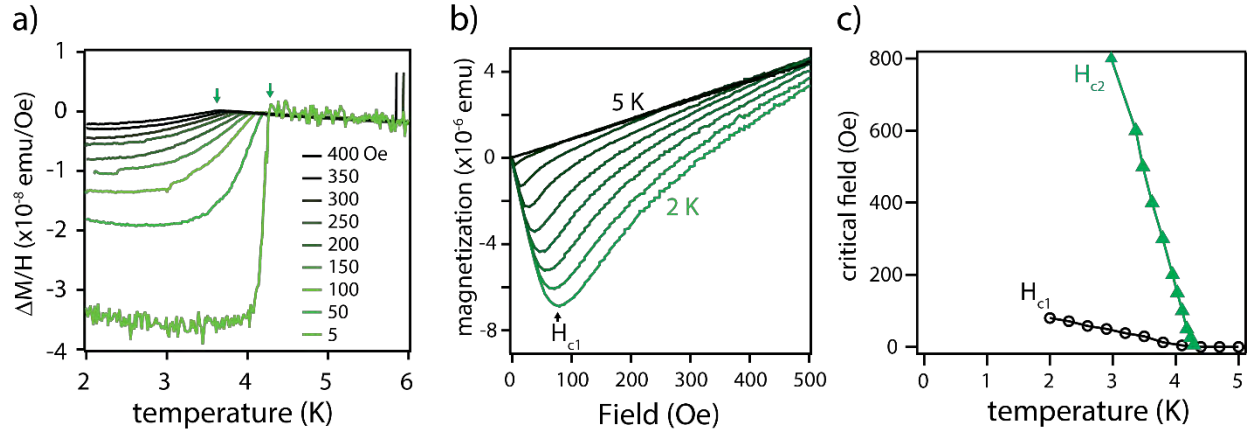 a)
1
0
-1
-2
-3
-4
ΔM/H (x10⁻⁸ emu/Oe)
400 Oe
350
300
250
200
150
100
50
5
2
3
4
5
6
temperature (K)
b)
4
0
-4
-8
magnetization (x10⁻⁶ emu)
5 K
2 K
H_c1
0
100
200
300
400
500
Field (Oe)
c)
800
600
400
200
0
critical field (Oe)
H_c2
H_c1
0
1
2
3
4
5
temperature (K)